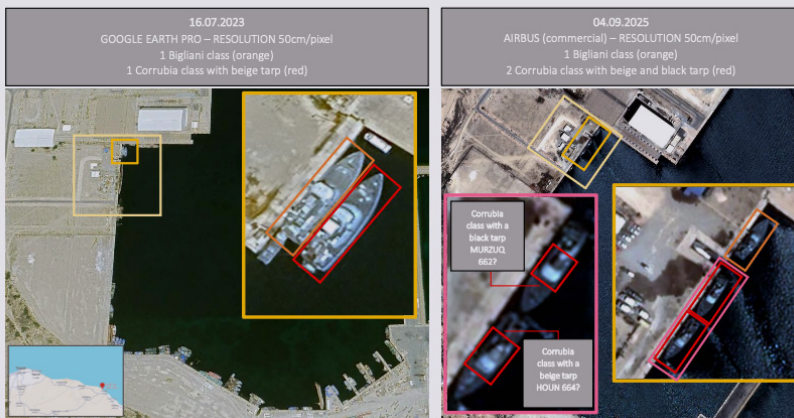 16.07.2023
GOOGLE EARTH PRO – RESOLUTION 50cm/pixel
1 Bigliani class (orange)
1 Corrubia class with beige tarp (red)
04.09.2025
AIRBUS (commercial) – RESOLUTION 50cm/pixel
1 Bigliani class (orange)
2 Corrubia class with beige and black tarp (red)
Corrubia
class with a
black tarp
MURZUQ
662?
Corrubia
class with a
beige tarp
HOUN 664?